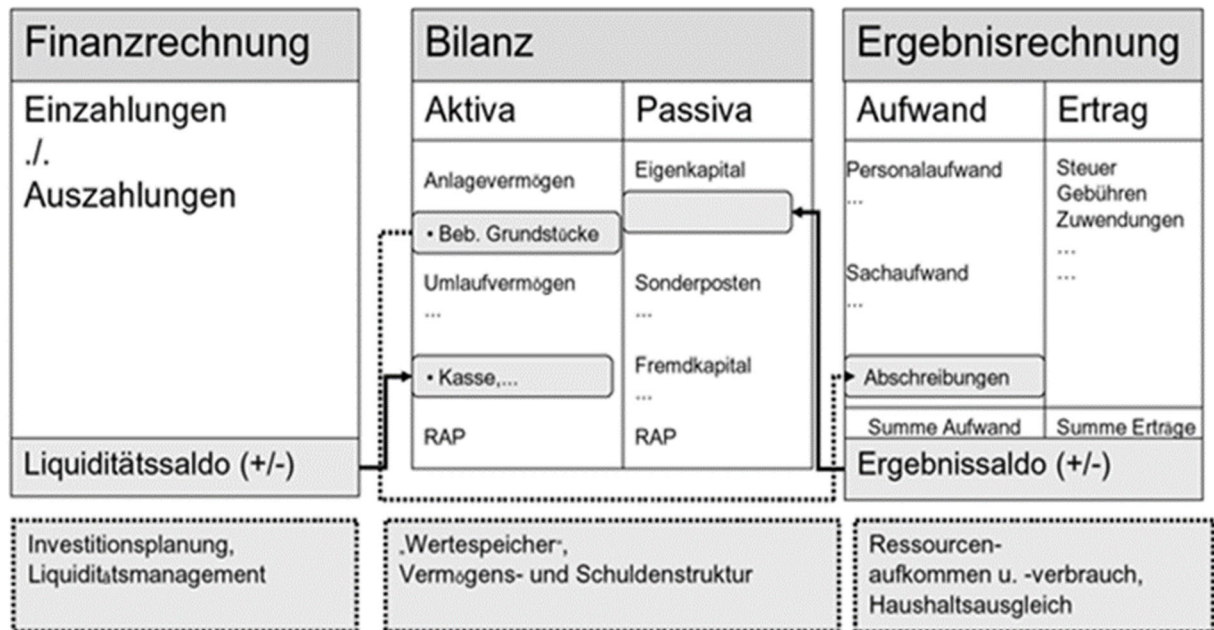 Finanzrechnung
Einzahlungen
./.
Auszahlungen
Liquiditätssaldo (+/-)
Investitionsplanung,
Liquiditätsmanagement
Bilanz
Aktiva
Anlagevermögen
• Beb. Grundstücke
Umlaufvermögen
...
• Kasse,...
RAP
Passiva
Eigenkapital
Sonderposten
...
Fremdkapital
...
RAP
„Wertespeicher“,
Vermögens- und Schuldenstruktur
Ergebnisrechnung
Aufwand
Personalaufwand
...
Sachaufwand
...
Abschreibungen
Summe Aufwand
Ertrag
Steuer
Gebühren
Zuwendungen
...
...
Summe Erträge
Ergebnissaldo (+/-)
Ressourcen-
aufkommen u. -verbrauch,
Haushaltsausgleich